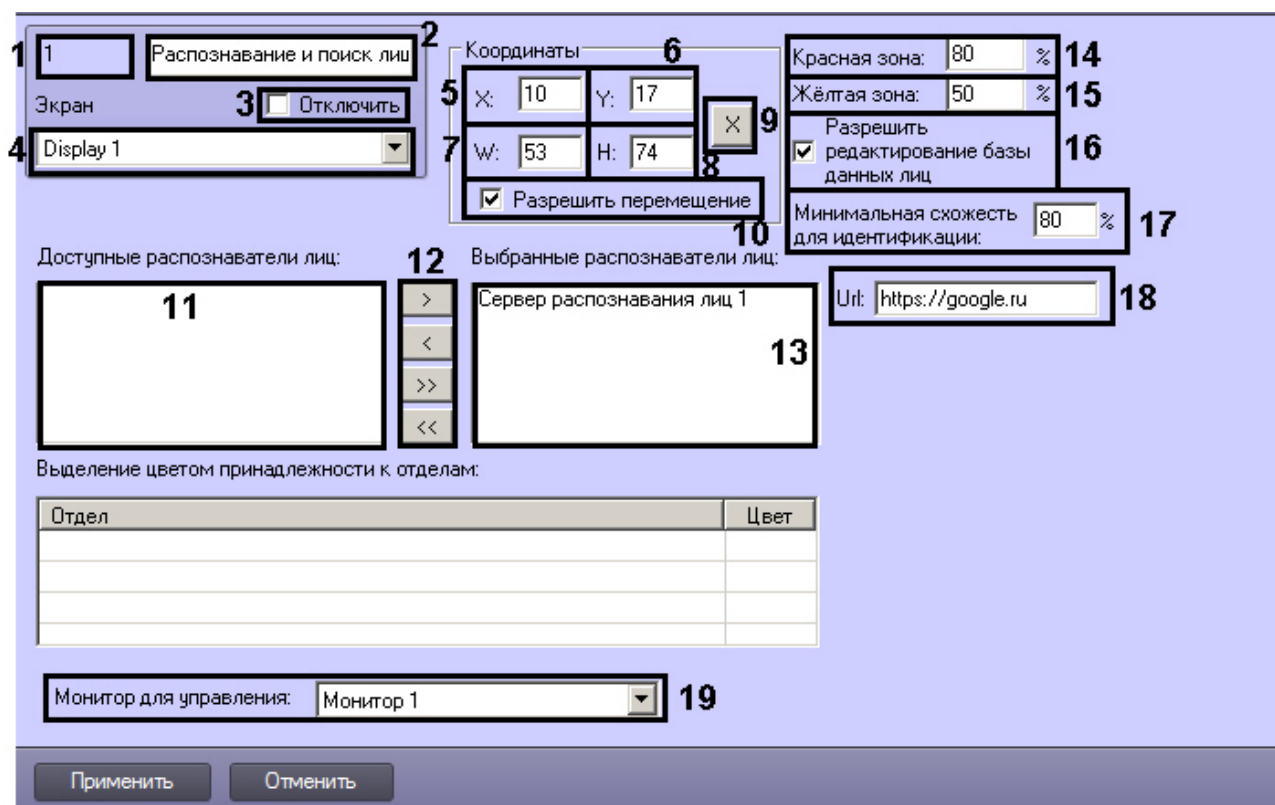 1 1 Распознавание и поиск лиц 2
Экран 3 Отключить
4 Display 1
Координаты 6
5 X: 10 Y: 17
X 9
7 W: 53 H: 74 8
Разрешить перемещение
10
Красная зона: 80 % 14
Жёлтая зона: 50 % 15
Разрешить
редактирование базы 16
данных лиц
Минимальная схожесть
для идентификации: 80 % 17
Доступные распознаватели лиц: 12 Выбранные распознаватели лиц:
11
>
<
>>
<<
Сервер распознавания лиц 1
13
Url: https://google.ru 18
Выделение цветом принадлежности к отделам:
Отдел Цвет
Монитор для управления: Монитор 1 19
Применить Отменить